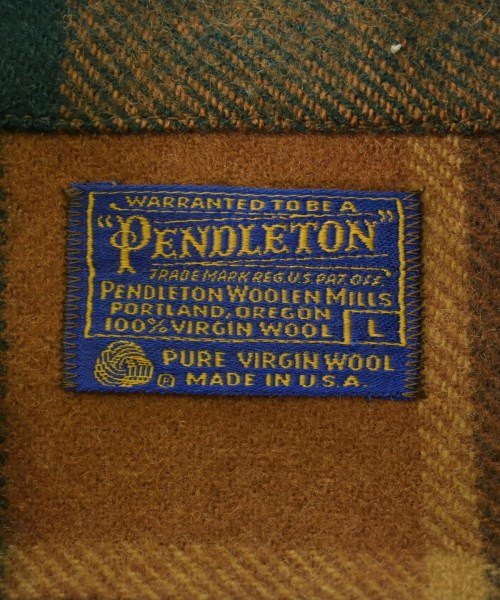 WARRANTED TO BE A
"PENDLETON"
TRADE MARK REG. U.S. PAT. OFF
PENDLETON WOOLEN MILLS
PORTLAND, OREGON
100% VIRGIN WOOL L
PURE VIRGIN WOOL
Ⓡ MADE IN U.S.A.